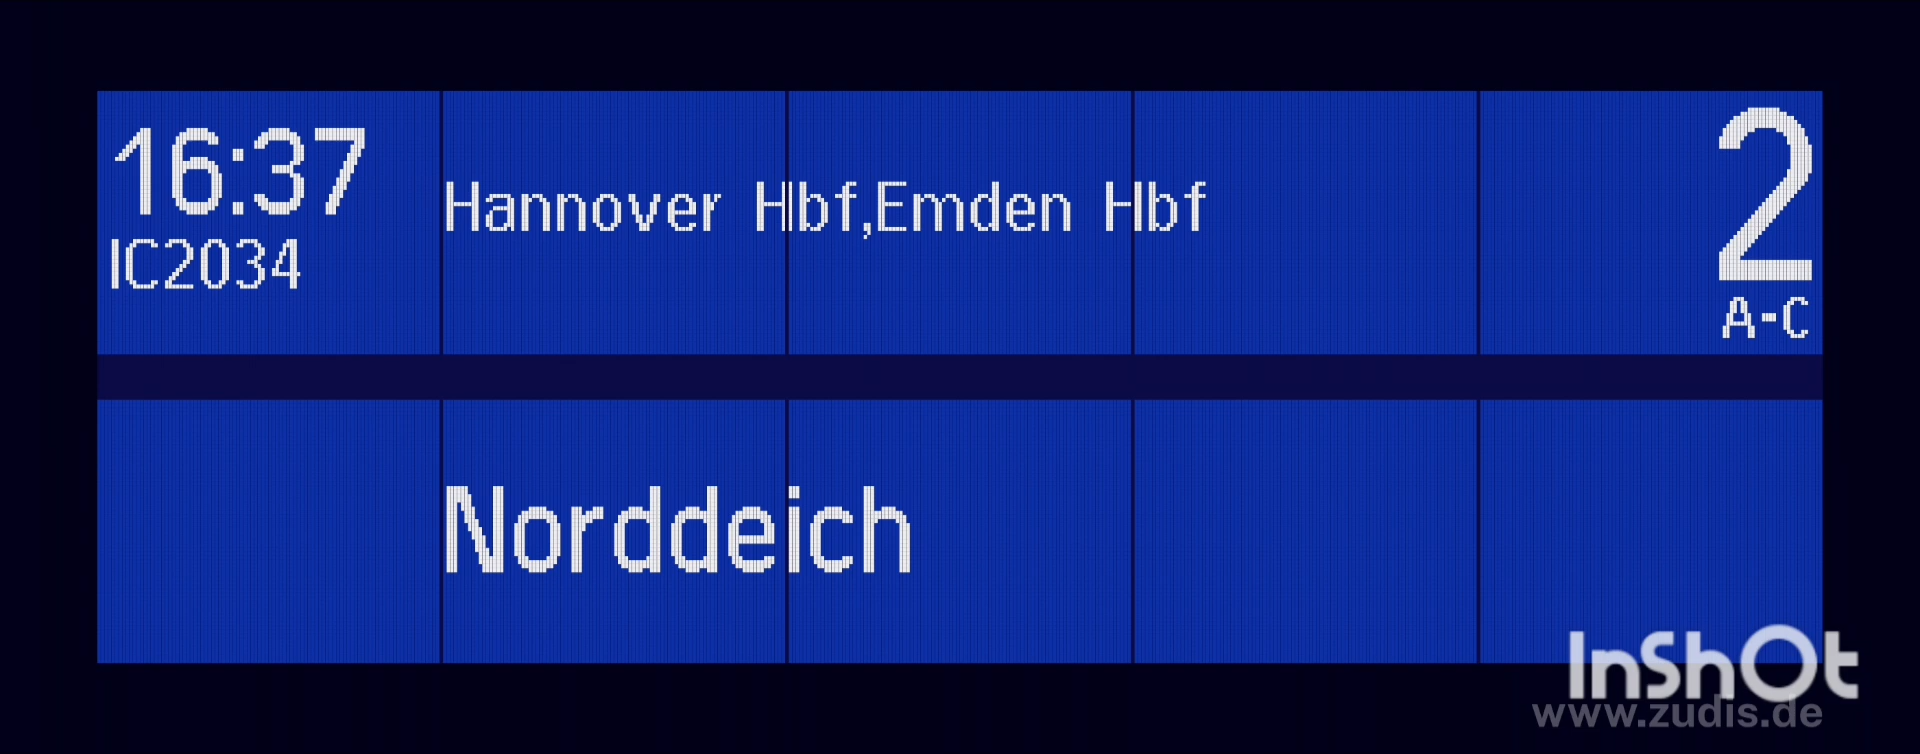 16:37
IC2034
Hannover Hbf,Emden Hbf
2
A-C
Norddeich
InShOt
www.zudis.de